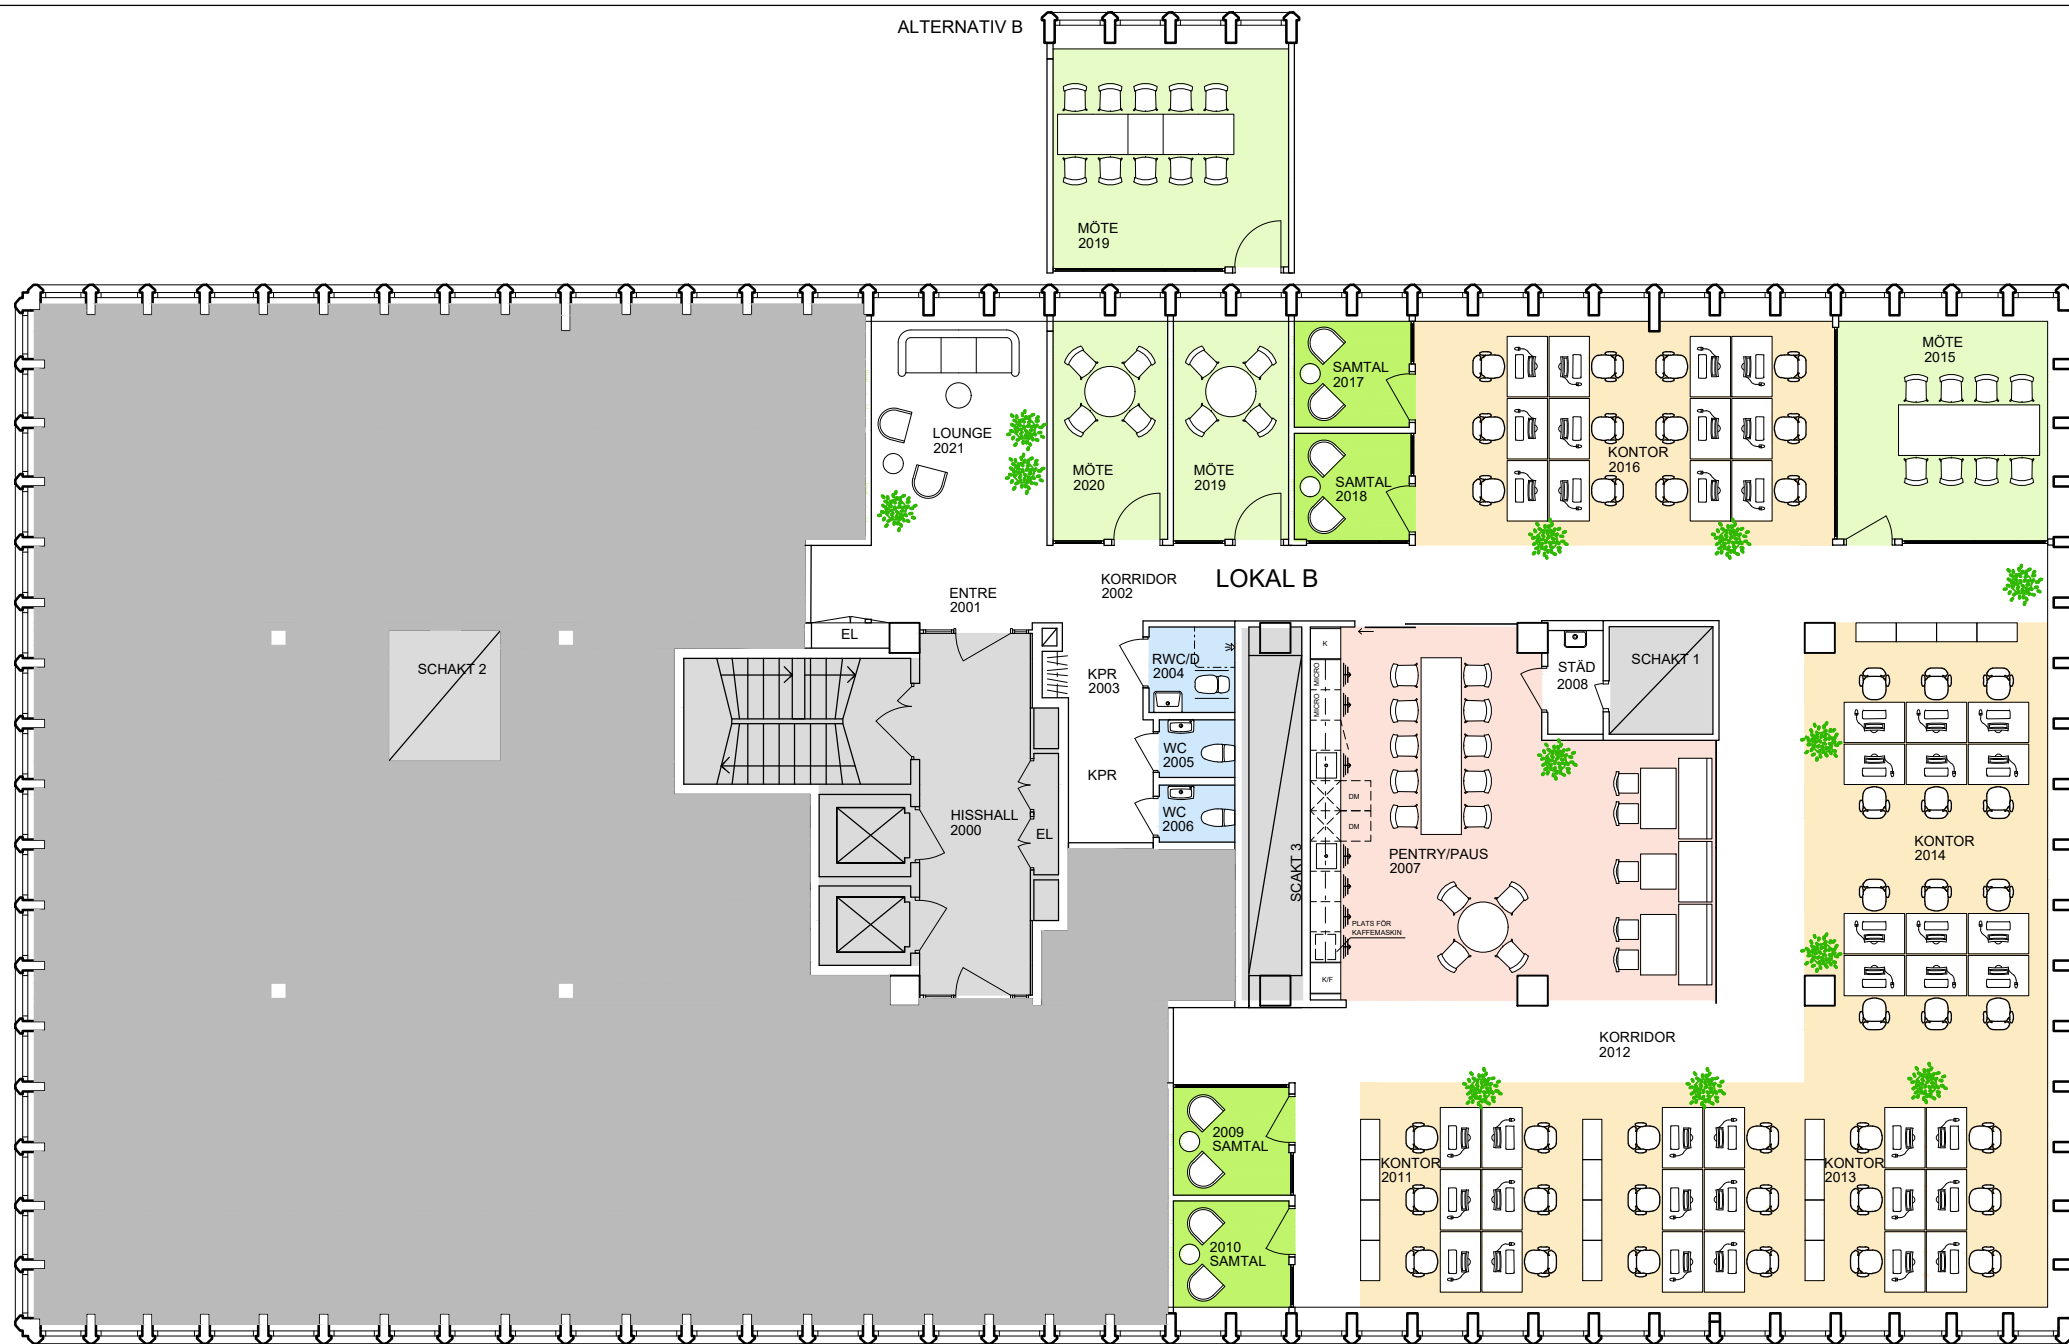 ALTERNATIV B
MÖTE
2019
MÖTE
2015
SAMTAL
2017
LOUNGE
2021
KONTOR
2016
MÖTE
2020
MÖTE
2019
SAMTAL
2018
LOKAL B
KORRIDOR
2002
ENTRE
2001
EL
K
SCHAKT 2
RWC/D
2004
KPR
2003
STÄD
2008
SCHAKT 1
MICRO
MICRO
WC
2005
KPR
DM
WC
2006
HISSHALL
2000
EL
DM
SCAKT 3
PENTRY/PAUS
2007
KONTOR
2014
PLATS FÖR
KAFFEMASKIN
K/F
KORRIDOR
2012
2009
SAMTAL
KONTOR
2011
KONTOR
2013
2010
SAMTAL